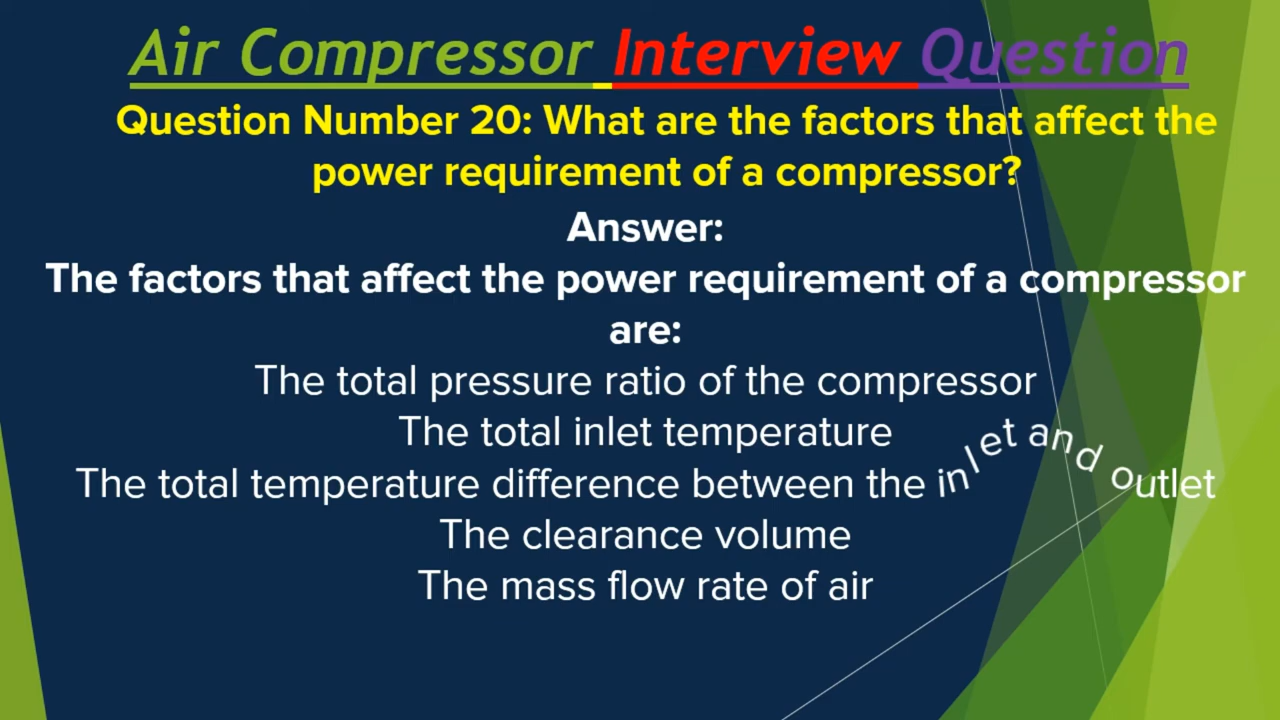 Air Compressor Interview Question
Question Number 20: What are the factors that affect the
power requirement of a compressor?
Answer:
The factors that affect the power requirement of a compressor
are:
The total pressure ratio of the compressor
The total inlet temperature
The total temperature difference between the inlet and outlet
The clearance volume
The mass flow rate of air